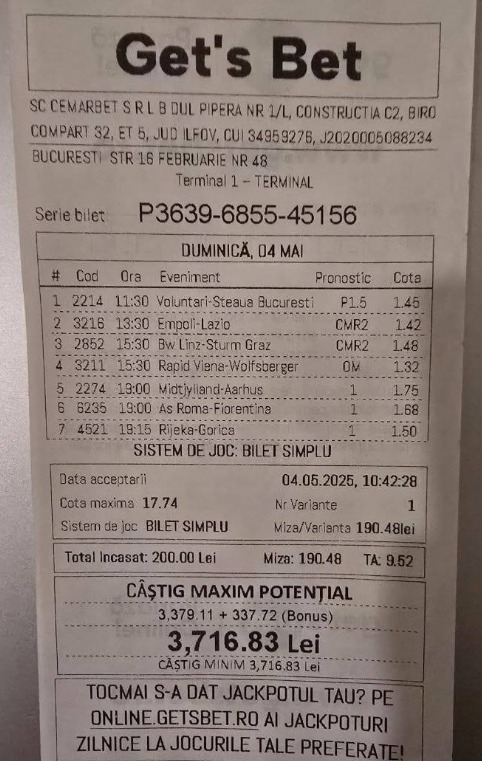 Get's Bet
SC CEMARBET S R L B DUL PIPERA NR 1/L, CONSTRUCTIA C2, BIRO
COMPART 32, ET 5, JUD ILFOV, CUI 34959276, J2020005088234
BUCURESTI STR 16 FEBRUARIE NR 48
Terminal 1 - TERMINAL
Serie bilet P3639-6855-45156
DUMINICĂ, 04 MAI
# Cod Ora Eveniment Pronostic Cota
1 2214 11:30 Voluntari-Steaua Bucuresti P1.5 1.45
2 3216 13:30 Empoli-Lazio CMR2 1.42
3 2852 15:30 Bw Linz-Sturm Graz CMR2 1.48
4 3211 15:30 Rapid Viena-Wolfsberger OM 1.32
5 2274 19:00 Midtjylland-Aarhus 1 1.75
6 6235 19:00 As Roma-Fiorentina 1 1.68
7 4521 19:15 Rijeka-Gorica 1 1.50
SISTEM DE JOC: BILET SIMPLU
Data acceptarii 04.05.2025, 10:42:28
Cota maxima 17.74 Nr Variante 1
Sistem de joc BILET SIMPLU Miza/Varianta 190.48lei
Total Incasat: 200.00 Lei Miza: 190.48 TA: 9.52
CÂȘTIG MAXIM POTENȚIAL
3,379.11 + 337.72 (Bonus)
3,716.83 Lei
CÂȘTIG MINIM 3,716.83 Lei
TOCMAI S-A DAT JACKPOTUL TAU? PE
ONLINE.GETSBET.RO AI JACKPOTURI
ZILNICE LA JOCURILE TALE PREFERATE!